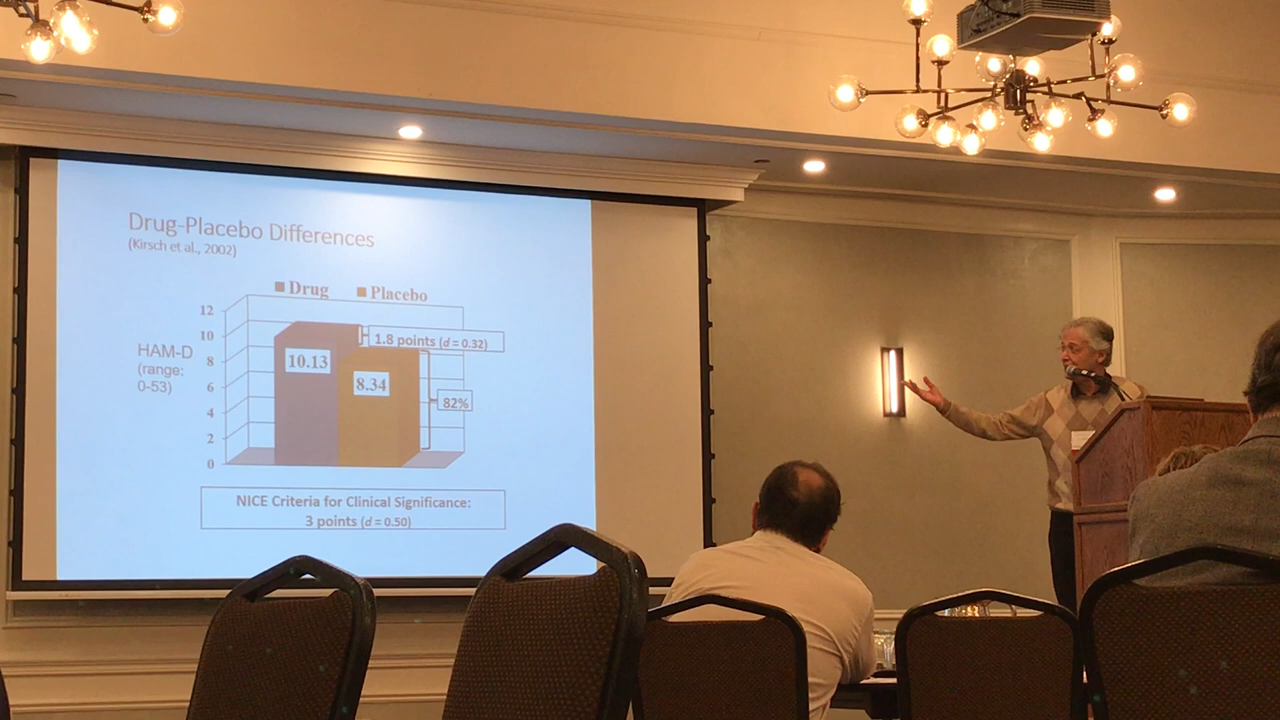 Drug-Placebo Differences
(Kirsch et al., 2002)
Drug Placebo
12
10
8
6
4
2
0
HAM-D
(range:
0-53)
10.13
8.34
1.8 points (d = 0.32)
82%
NICE Criteria for Clinical Significance:
3 points (d = 0.50)